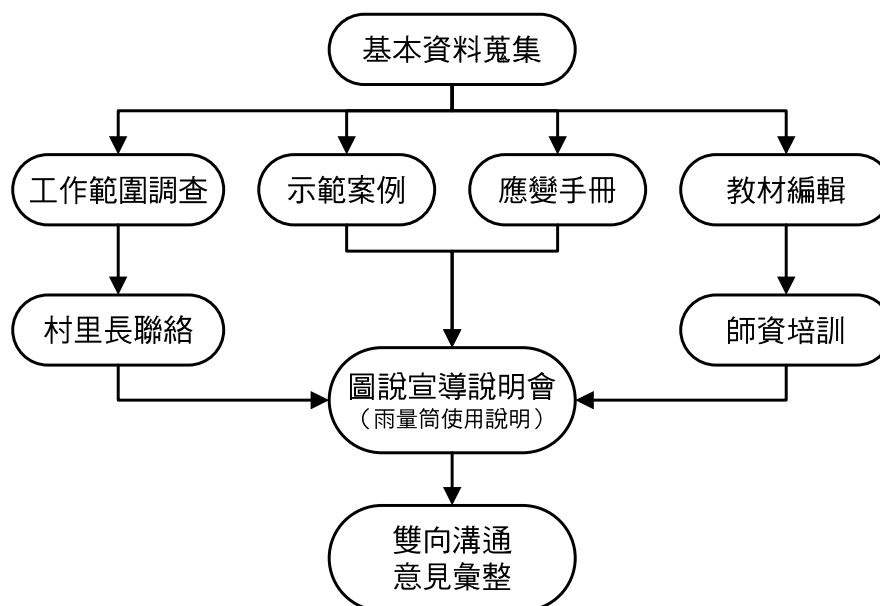 基本資料蒐集
工作範圍調查
示範案例
應變手冊
教材編輯
村里長聯絡
師資培訓
圖說宣導說明會
（雨量筒使用說明）
雙向溝通
意見彙整